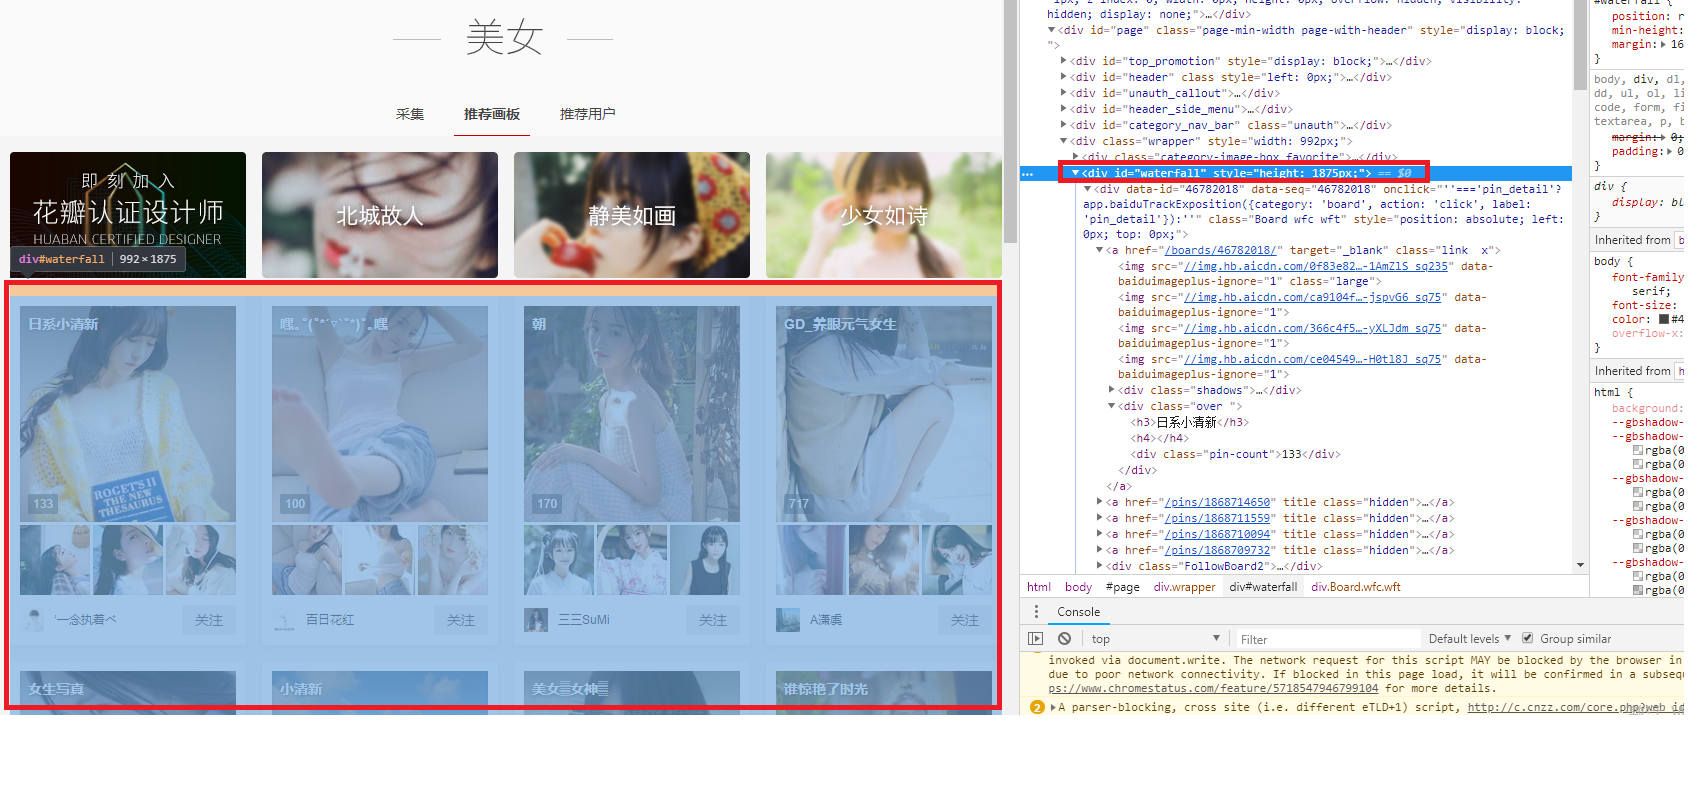 美女
采集
推荐画板
推荐用户
即刻加入
花瓣认证设计师
HUABAN CERTIFIED DESIGNER
北城故人
静美如画
少女如诗
div#waterfall | 992 × 1875
日系小清新
嘿｡ﾟ(ﾟ^´▽`ﾟ^)ﾟ｡嘿
朝
GD_养眼元气女生
ROGET'S II
THE NEW
THESAURUS
133
100
170
717
'一念执着べ
关注
百日花红
关注
三三SuMi
关注
A潇虞
关注
女生写真
小清新
美女▒女神▒
谁惊艳了时光
hidden; display: none;">…</div>
▼<div id="page" class="page-min-width page-with-header" style="display: block;
">
▶<div id="top_promotion" style="display: block;">…</div>
▶<div id="header" class style="left: 0px;">…</div>
▶<div id="unauth_callout">…</div>
▶<div id="header_side_menu">…</div>
▶<div id="category_nav_bar" class="unauth">…</div>
▼<div class="wrapper" style="width: 992px;">
▶<div class="category-image-box favorite">…</div>
… ▼<div id="waterfall" style="height: 1875px;"> == $0
▼<div data-id="46782018" data-seq="46782018" onclick="''==='pin_detail'?
app.baiduTrackExposition({category: 'board', action: 'click', label:
'pin_detail'}):''" class="Board wfc wft" style="position: absolute; left:
0px; top: 0px;">
▼<a href="/boards/46782018/" target="_blank" class="link  x">
<img src="//img.hb.aicdn.com/0f83e82…-1AmZlS_sq235" data-
baiduimageplus-ignore="1" class="large">
<img src="//img.hb.aicdn.com/ca9104f…-jspvG6_sq75" data-
baiduimageplus-ignore="1">
<img src="//img.hb.aicdn.com/366c4f5…-yXLJdm_sq75" data-
baiduimageplus-ignore="1">
<img src="//img.hb.aicdn.com/ce04549…-H0tl8J_sq75" data-
baiduimageplus-ignore="1">
▶<div class="shadows">…</div>
▼<div class="over ">
<h3>日系小清新</h3>
<h4></h4>
<div class="pin-count">133</div>
</div>
</a>
▶<a href="/pins/1868714650" title class="hidden">…</a>
▶<a href="/pins/1868711559" title class="hidden">…</a>
▶<a href="/pins/1868710094" title class="hidden">…</a>
▶<a href="/pins/1868709732" title class="hidden">…</a>
▶<div class="FollowBoard2">…</div>
html body #page div.wrapper div#waterfall div.Board.wfc.wft
Console
top ▼ Filter Default levels ▼ Group similar
invoked via document.write. The network request for this script MAY be blocked by the browser in
due to poor network connectivity. If blocked in this page load, it will be confirmed in a subsequ
ps://www.chromestatus.com/feature/5718547946799104 for more details.
2 ▶A parser-blocking, cross site (i.e. different eTLD+1) script, http://c.cnzz.com/core.php?web_id
#waterfall {
position: r
min-height:
margin:▶ 16
}
body, div, dl,
dd, ul, ol, li
code, form, fi
textarea, p, b
margin:▶ 0;
padding:▶ 0
}
div {
display: bl
}
Inherited from b
body {
font-family
serif;
font-size:
color: #4
overflow-x:
}
Inherited from h
html {
background:
--gbshadow-
rgba(0
rgba(0
--gbshadow-
rgba(0
rgba(0
--gbshadow-
rgba(0
rgba(0
--gbshadow-
rgba(0
rgba(0